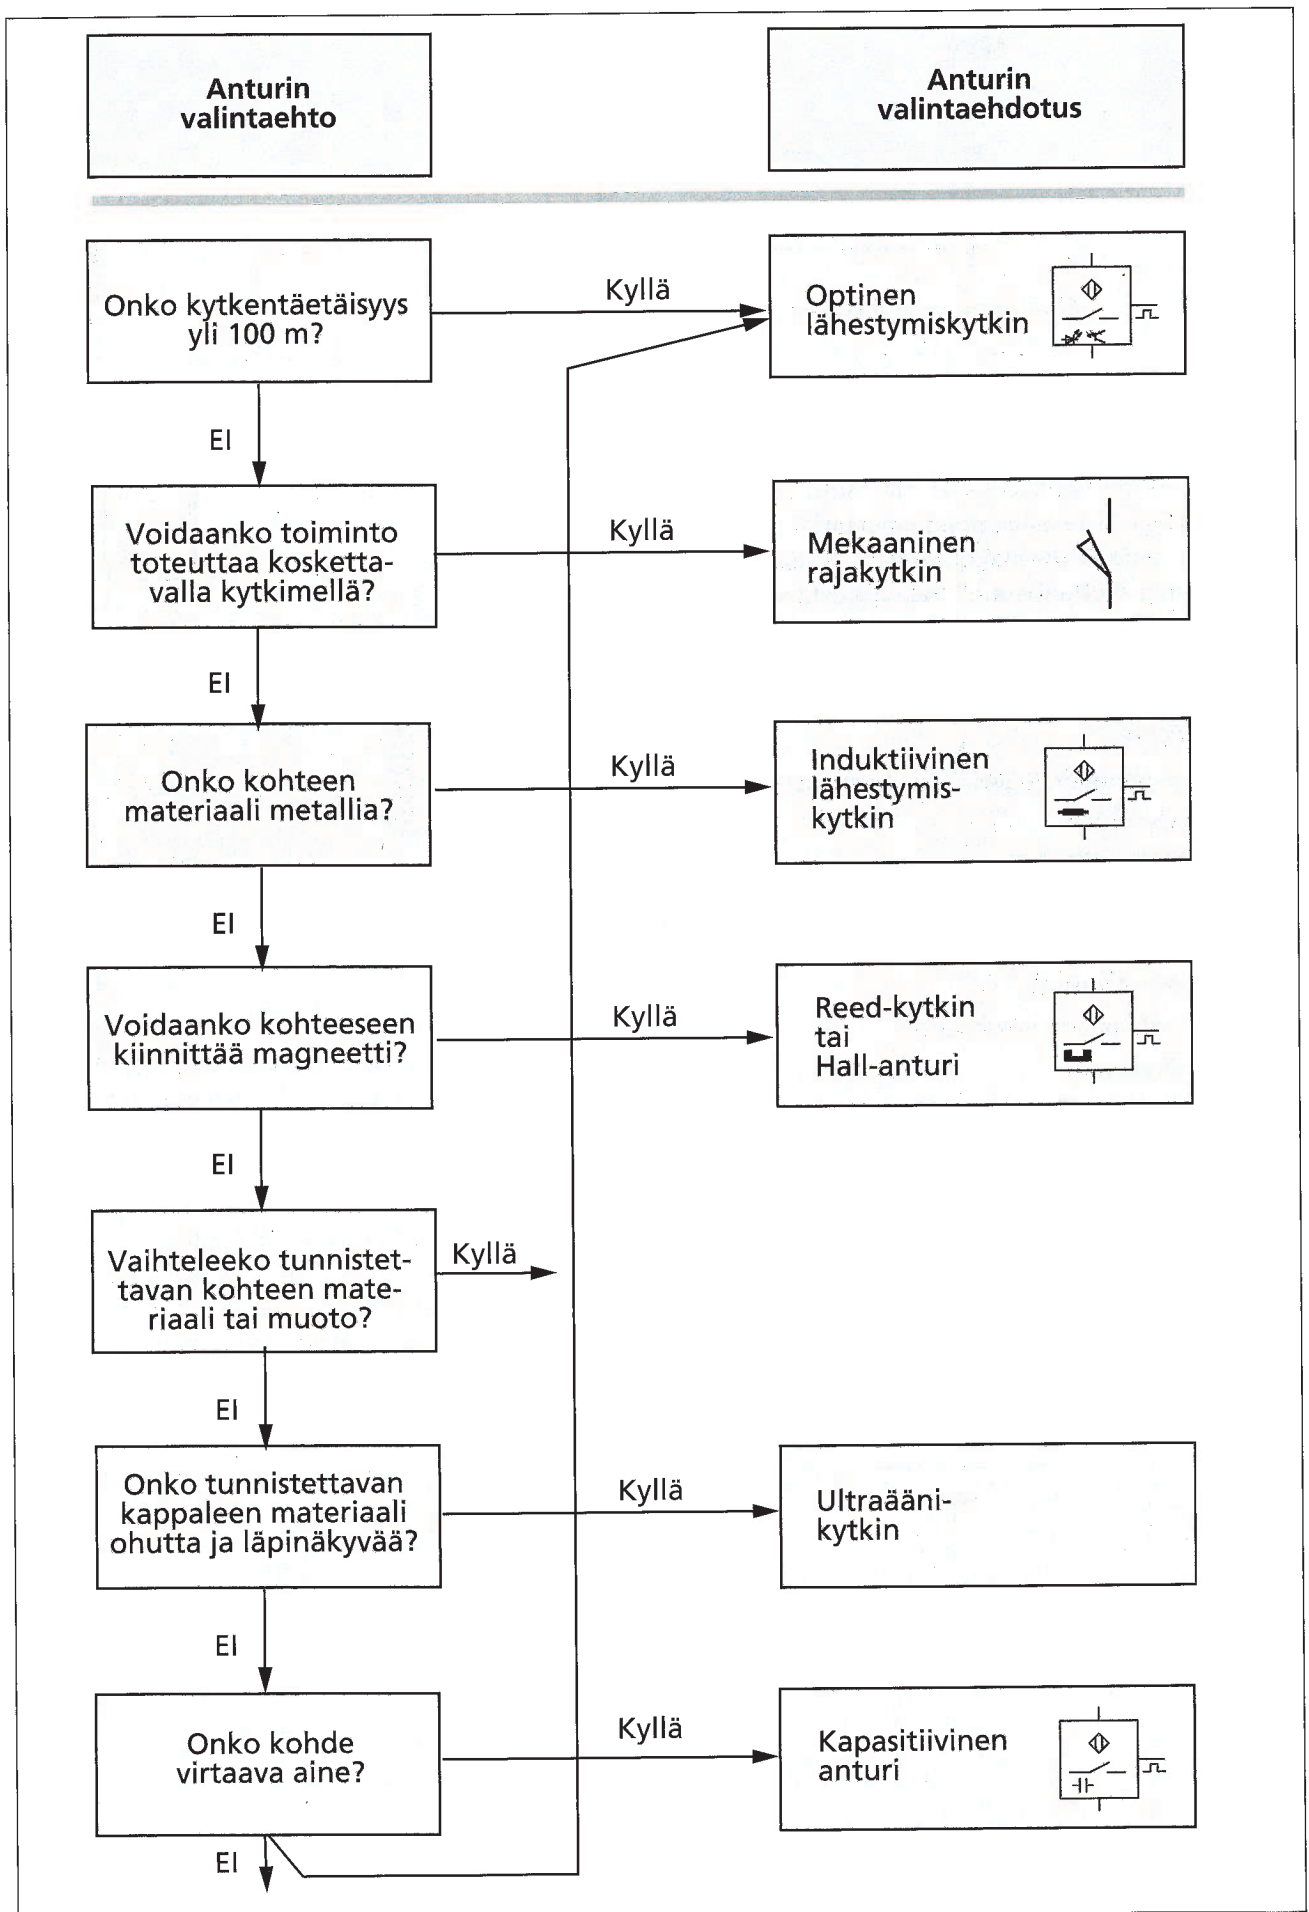 Anturin
valintaehto
Anturin
valintaehdotus
Onko kytkentäetäisyys
yli 100 m?
Kyllä
Optinen
lähestymiskytkin
EI
Voidaanko toiminto
toteuttaa kosketta-
valla kytkimellä?
Kyllä
Mekaaninen
rajakytkin
EI
Onko kohteen
materiaali metallia?
Kyllä
Induktiivinen
lähestymis-
kytkin
EI
Voidaanko kohteeseen
kiinnittää magneetti?
Kyllä
Reed-kytkin
tai
Hall-anturi
EI
Vaihteleeko tunnistet-
tavan kohteen mate-
riaali tai muoto?
Kyllä
EI
Onko tunnistettavan
kappaleen materiaali
ohutta ja läpinäkyvää?
Kyllä
Ultraääni-
kytkin
EI
Onko kohde
virtaava aine?
Kyllä
Kapasitiivinen
anturi
EI